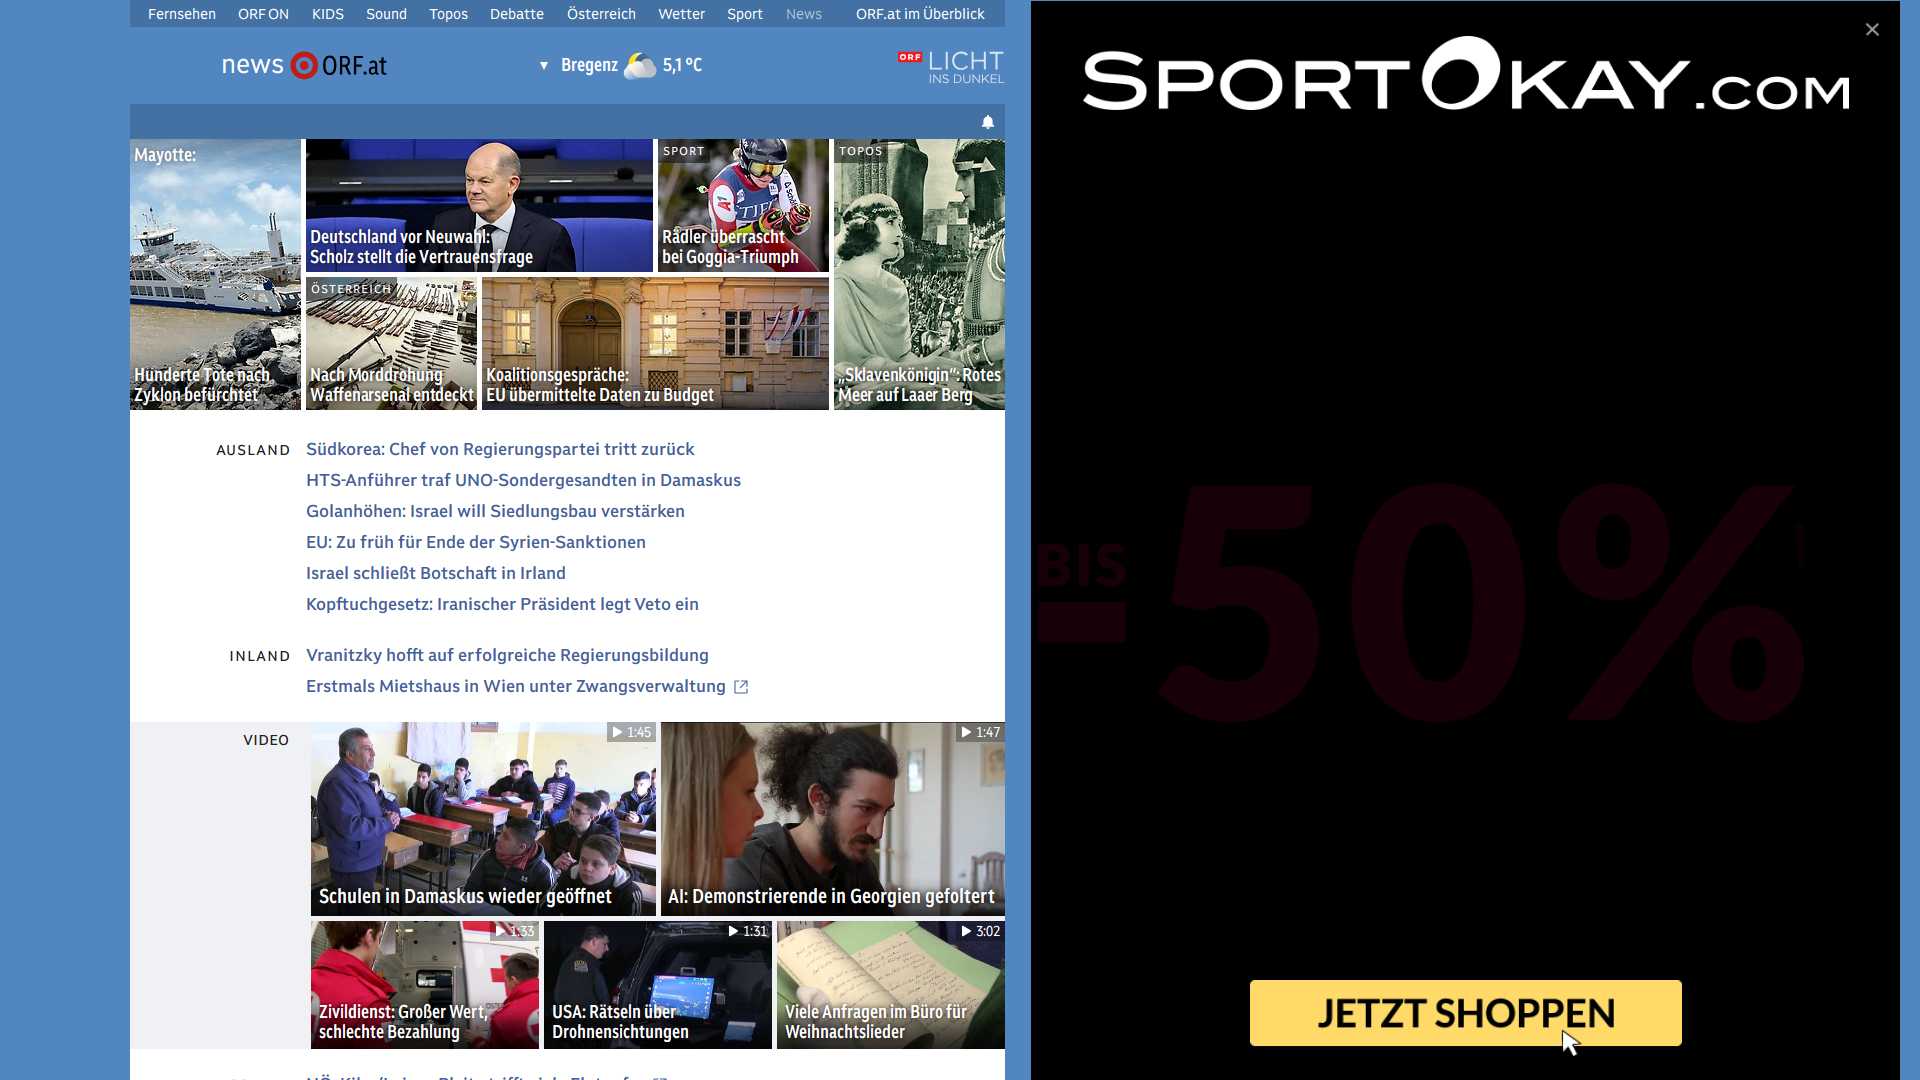 Fernsehen ORF ON KIDS Sound Topos Debatte Österreich Wetter Sport News ORF.at im Überblick
news ORF.at
Bregenz 5,1 °C
ORF LICHT
INS DUNKEL
Mayotte:
Hunderte Tote nach
Zyklon befürchtet
Deutschland vor Neuwahl:
Scholz stellt die Vertrauensfrage
SPORT
Rädler überrascht
bei Goggia-Triumph
TOPOS
„Sklavenkönigin“: Rotes
Meer auf Laaer Berg
ÖSTERREICH
Nach Morddrohung
Waffenarsenal entdeckt
Koalitionsgespräche:
EU übermittelte Daten zu Budget
AUSLAND
Südkorea: Chef von Regierungspartei tritt zurück
HTS-Anführer traf UNO-Sondergesandten in Damaskus
Golanhöhen: Israel will Siedlungsbau verstärken
EU: Zu früh für Ende der Syrien-Sanktionen
Israel schließt Botschaft in Irland
Kopftuchgesetz: Iranischer Präsident legt Veto ein
INLAND
Vranitzky hofft auf erfolgreiche Regierungsbildung
Erstmals Mietshaus in Wien unter Zwangsverwaltung
VIDEO
1:45
Schulen in Damaskus wieder geöffnet
1:47
AI: Demonstrierende in Georgien gefoltert
1:33
Zivildienst: Großer Wert,
schlechte Bezahlung
1:31
USA: Rätseln über
Drohnensichtungen
3:02
Viele Anfragen im Büro für
Weihnachtslieder
SPORTOKAY.COM
BIS
-50%
JETZT SHOPPEN